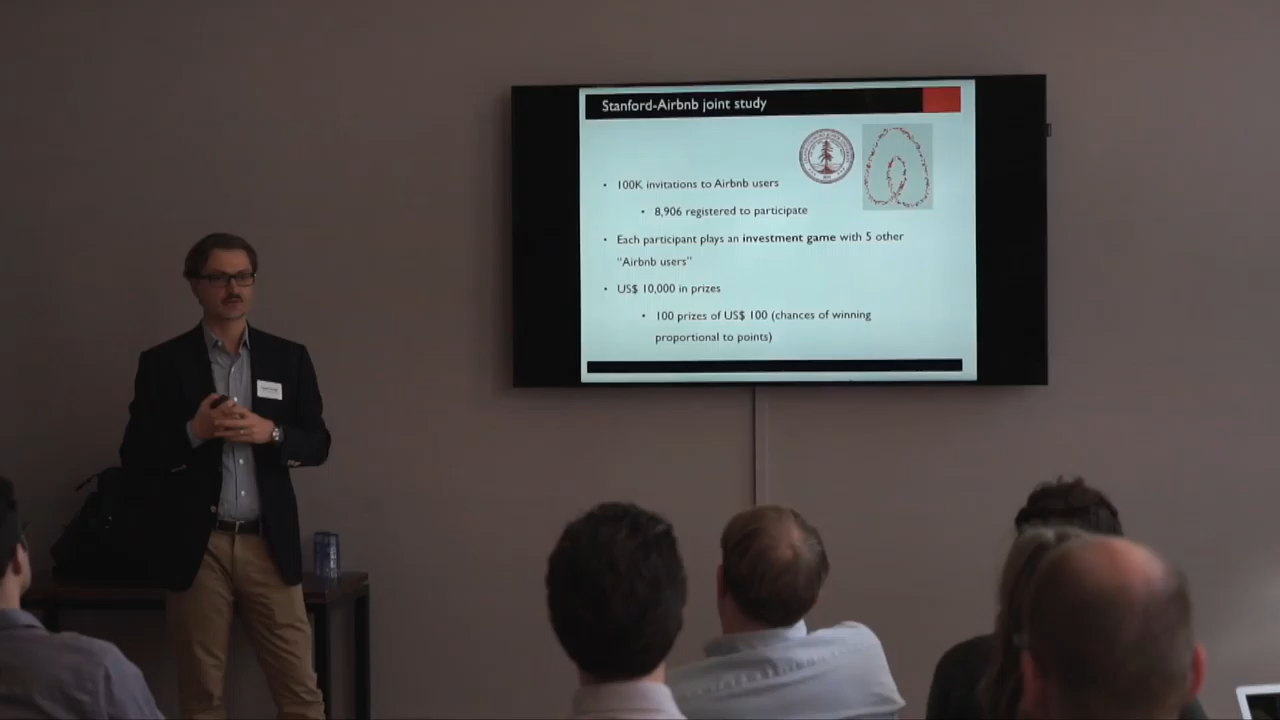 Stanford-Airbnb joint study
• 100K invitations to Airbnb users
• 8,906 registered to participate
• Each participant plays an investment game with 5 other
“Airbnb users”
• US$ 10,000 in prizes
• 100 prizes of US$ 100 (chances of winning
proportional to points)